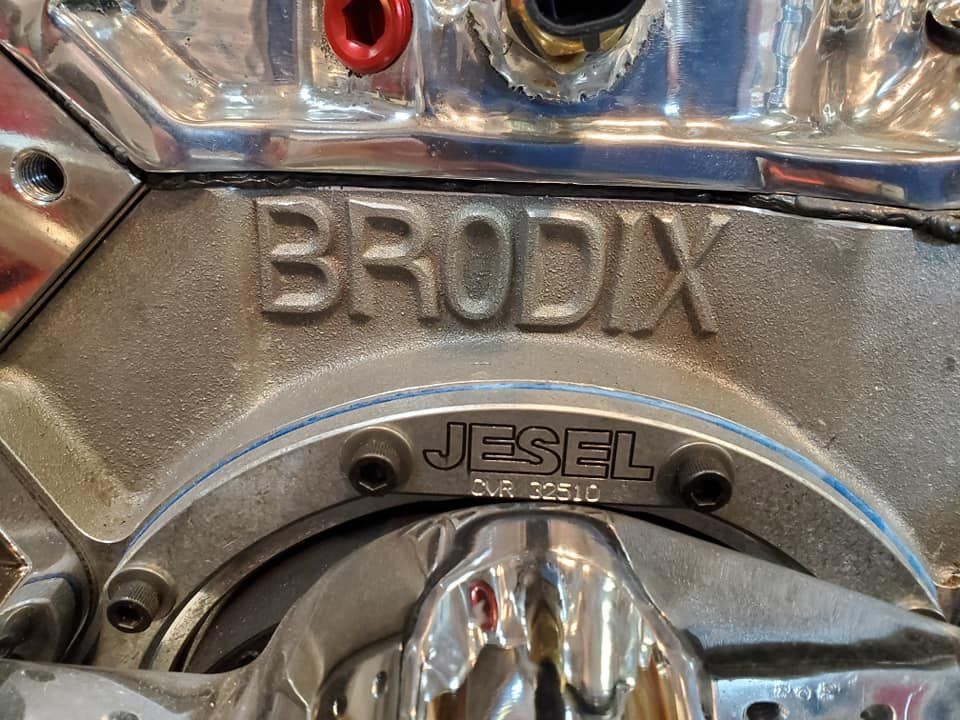 BRODIX
JESEL
CVR 32510